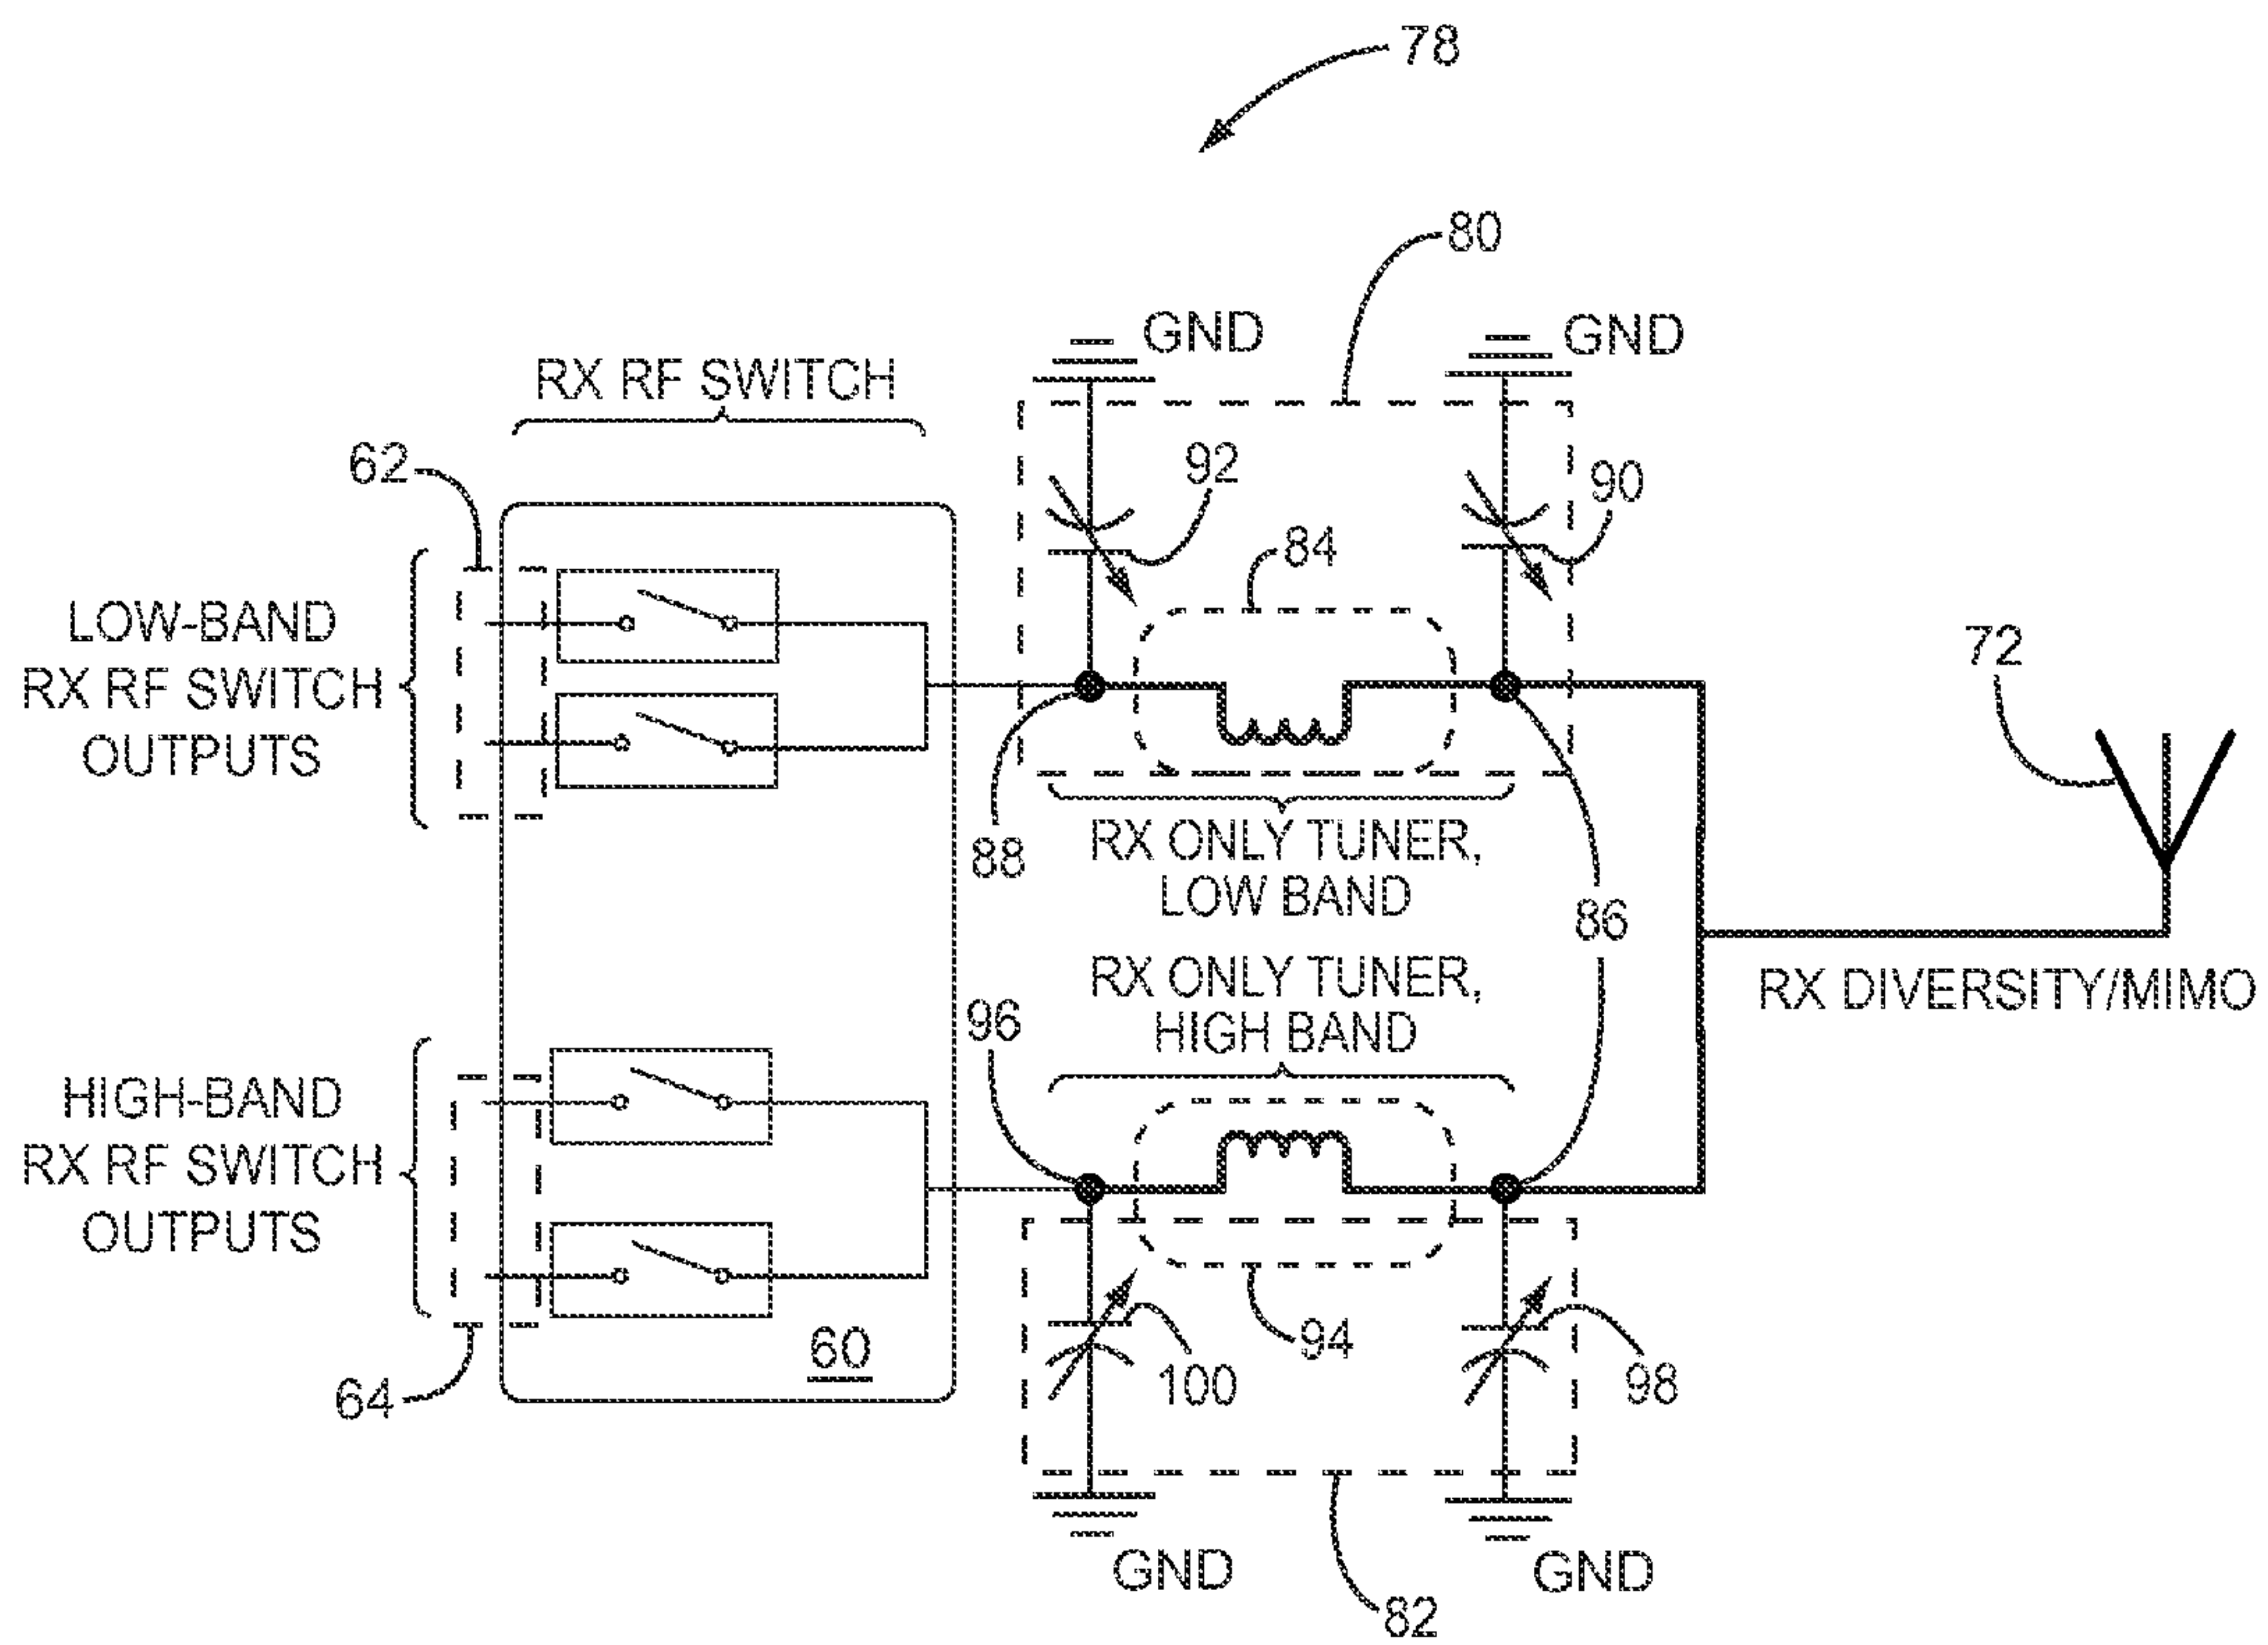 78
80
GND
GND
RX RF SWITCH
62
92
90
84
LOW-BAND
RX RF SWITCH
OUTPUTS
72
88
RX ONLY TUNER,
LOW BAND
86
RX ONLY TUNER,
HIGH BAND
RX DIVERSITY/MIMO
96
HIGH-BAND
RX RF SWITCH
OUTPUTS
60
64
94
100
98
GND
GND
82